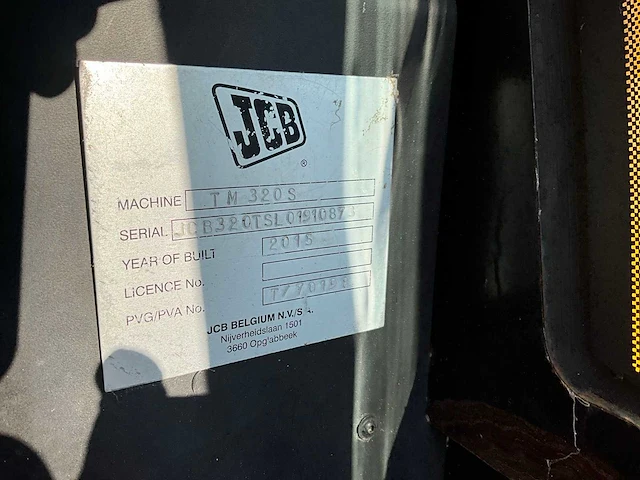 JCB
®
MACHINE TM 320S
SERIAL
YEAR OF BUILT 2015
LICENCE No.
PVG/PVA No.
JCB BELGIUM N.V./S.A.
Nijverheidslaan 1501
3660 Opglabbeek